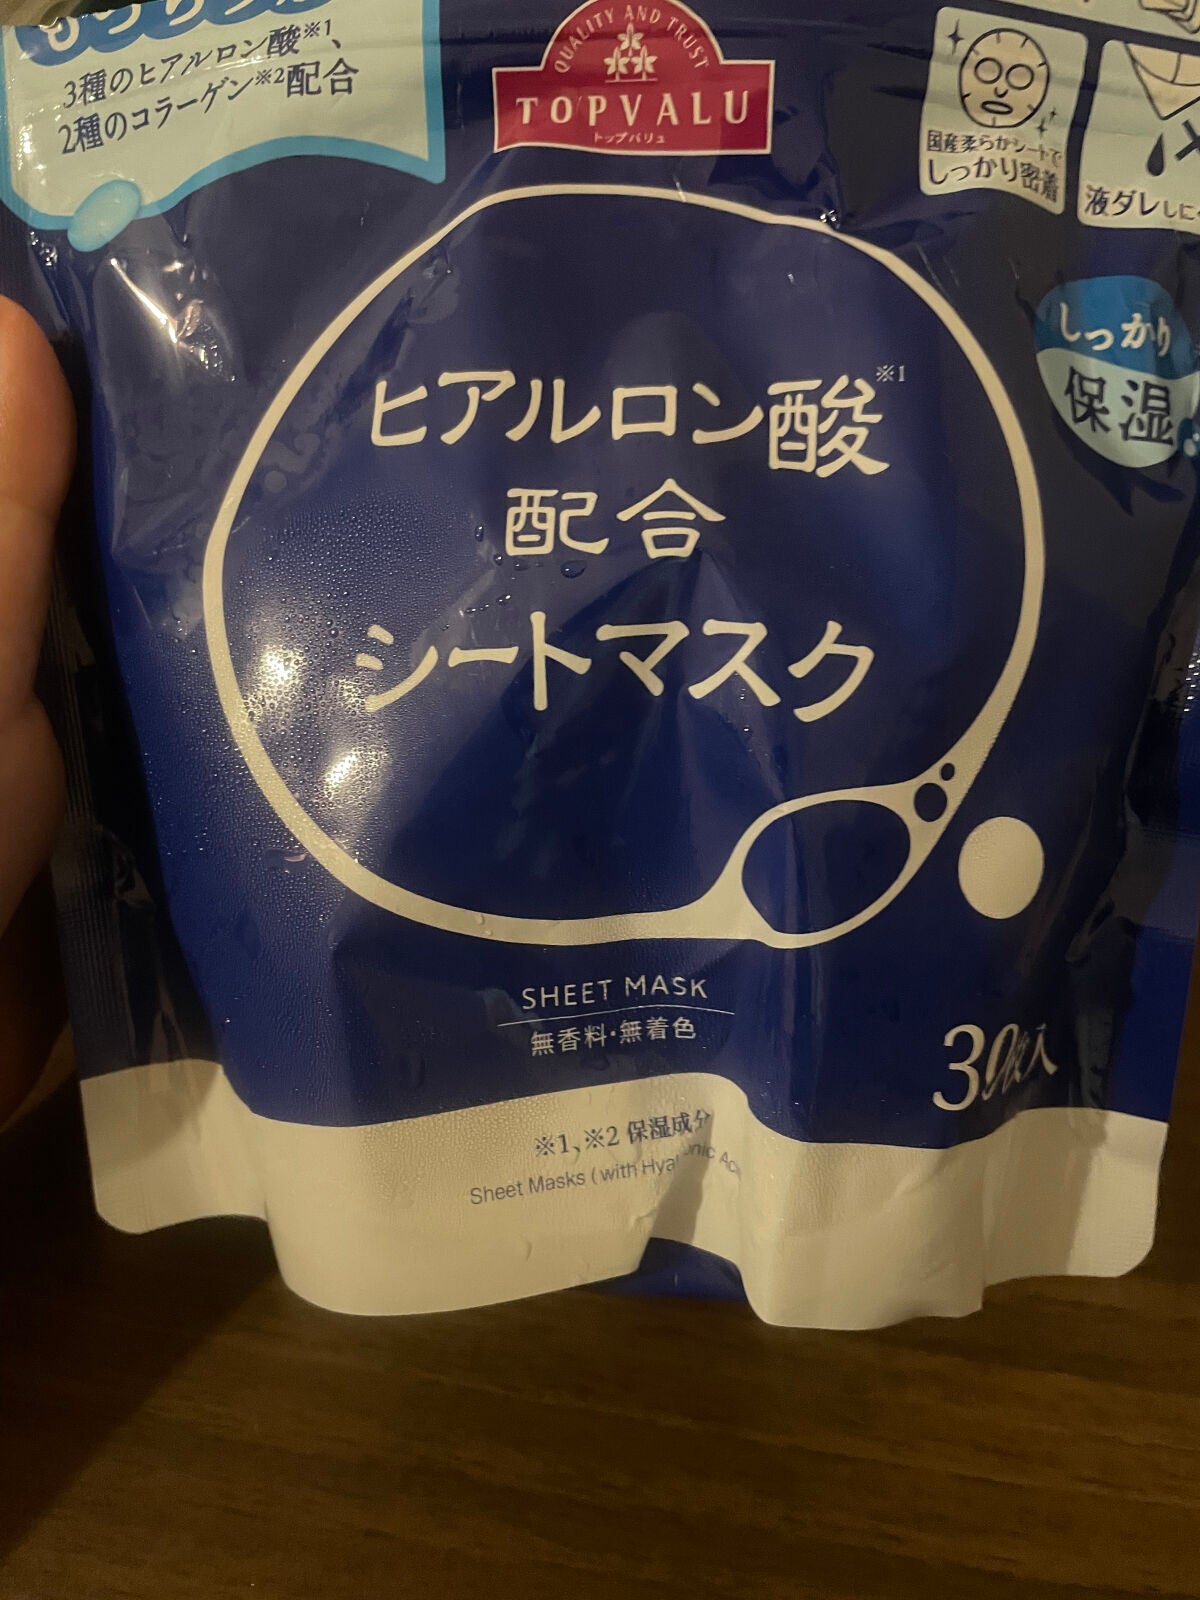 3種のヒアルロン酸※1、
2種のコラーゲン※2配合
QUALITY AND TRUST
TOPVALU
トップバリュ
国産柔らかシートで
しっかり密着
液ダレしに
しっかり
保湿
ヒアルロン酸※1
配合
シートマスク
SHEET MASK
無香料・無着色
30枚入
※1、※2 保湿成分
Sheet Masks (with Hya